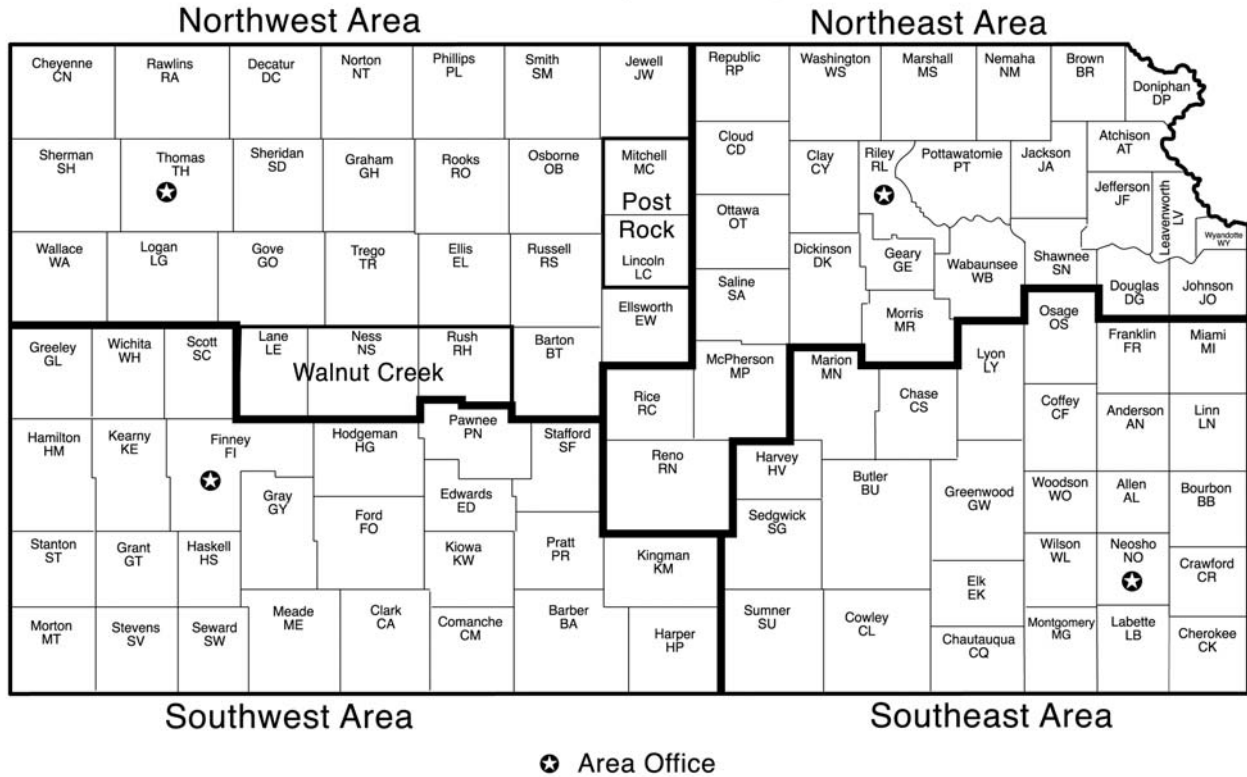 Northwest Area
Northeast Area
Cheyenne
CN
Rawlins
RA
Decatur
DC
Norton
NT
Phillips
PL
Smith
SM
Jewell
JW
Republic
RP
Washington
WS
Marshall
MS
Nemaha
NM
Brown
BR
Doniphan
DP
Sherman
SH
Thomas
TH
Sheridan
SD
Graham
GH
Rooks
RO
Osborne
OB
Mitchell
MC
Post
Rock
Lincoln
LC
Cloud
CD
Clay
CY
Riley
RL
Pottawatomie
PT
Jackson
JA
Atchison
AT
Jefferson
JF
Leavenworth
LV
Wyandotte
WY
Wallace
WA
Logan
LG
Gove
GO
Trego
TR
Ellis
EL
Russell
RS
Ellsworth
EW
Ottawa
OT
Saline
SA
Dickinson
DK
Geary
GE
Wabaunsee
WB
Shawnee
SN
Douglas
DG
Johnson
JO
Morris
MR
Greeley
GL
Wichita
WH
Scott
SC
Lane
LE
Ness
NS
Rush
RH
Walnut Creek
Barton
BT
Rice
RC
McPherson
MP
Marion
MN
Chase
CS
Lyon
LY
Osage
OS
Franklin
FR
Miami
MI
Hamilton
HM
Kearny
KE
Finney
FI
Hodgeman
HG
Pawnee
PN
Stafford
SF
Reno
RN
Harvey
HV
Butler
BU
Greenwood
GW
Coffey
CF
Anderson
AN
Linn
LN
Gray
GY
Ford
FO
Edwards
ED
Sedgwick
SG
Woodson
WO
Allen
AL
Bourbon
BB
Stanton
ST
Grant
GT
Haskell
HS
Kiowa
KW
Pratt
PR
Kingman
KM
Elk
EK
Wilson
WL
Neosho
NO
Crawford
CR
Morton
MT
Stevens
SV
Seward
SW
Meade
ME
Clark
CA
Comanche
CM
Barber
BA
Harper
HP
Sumner
SU
Cowley
CL
Chautauqua
CQ
Montgomery
MG
Labette
LB
Cherokee
CK
Southwest Area
Southeast Area
Area Office